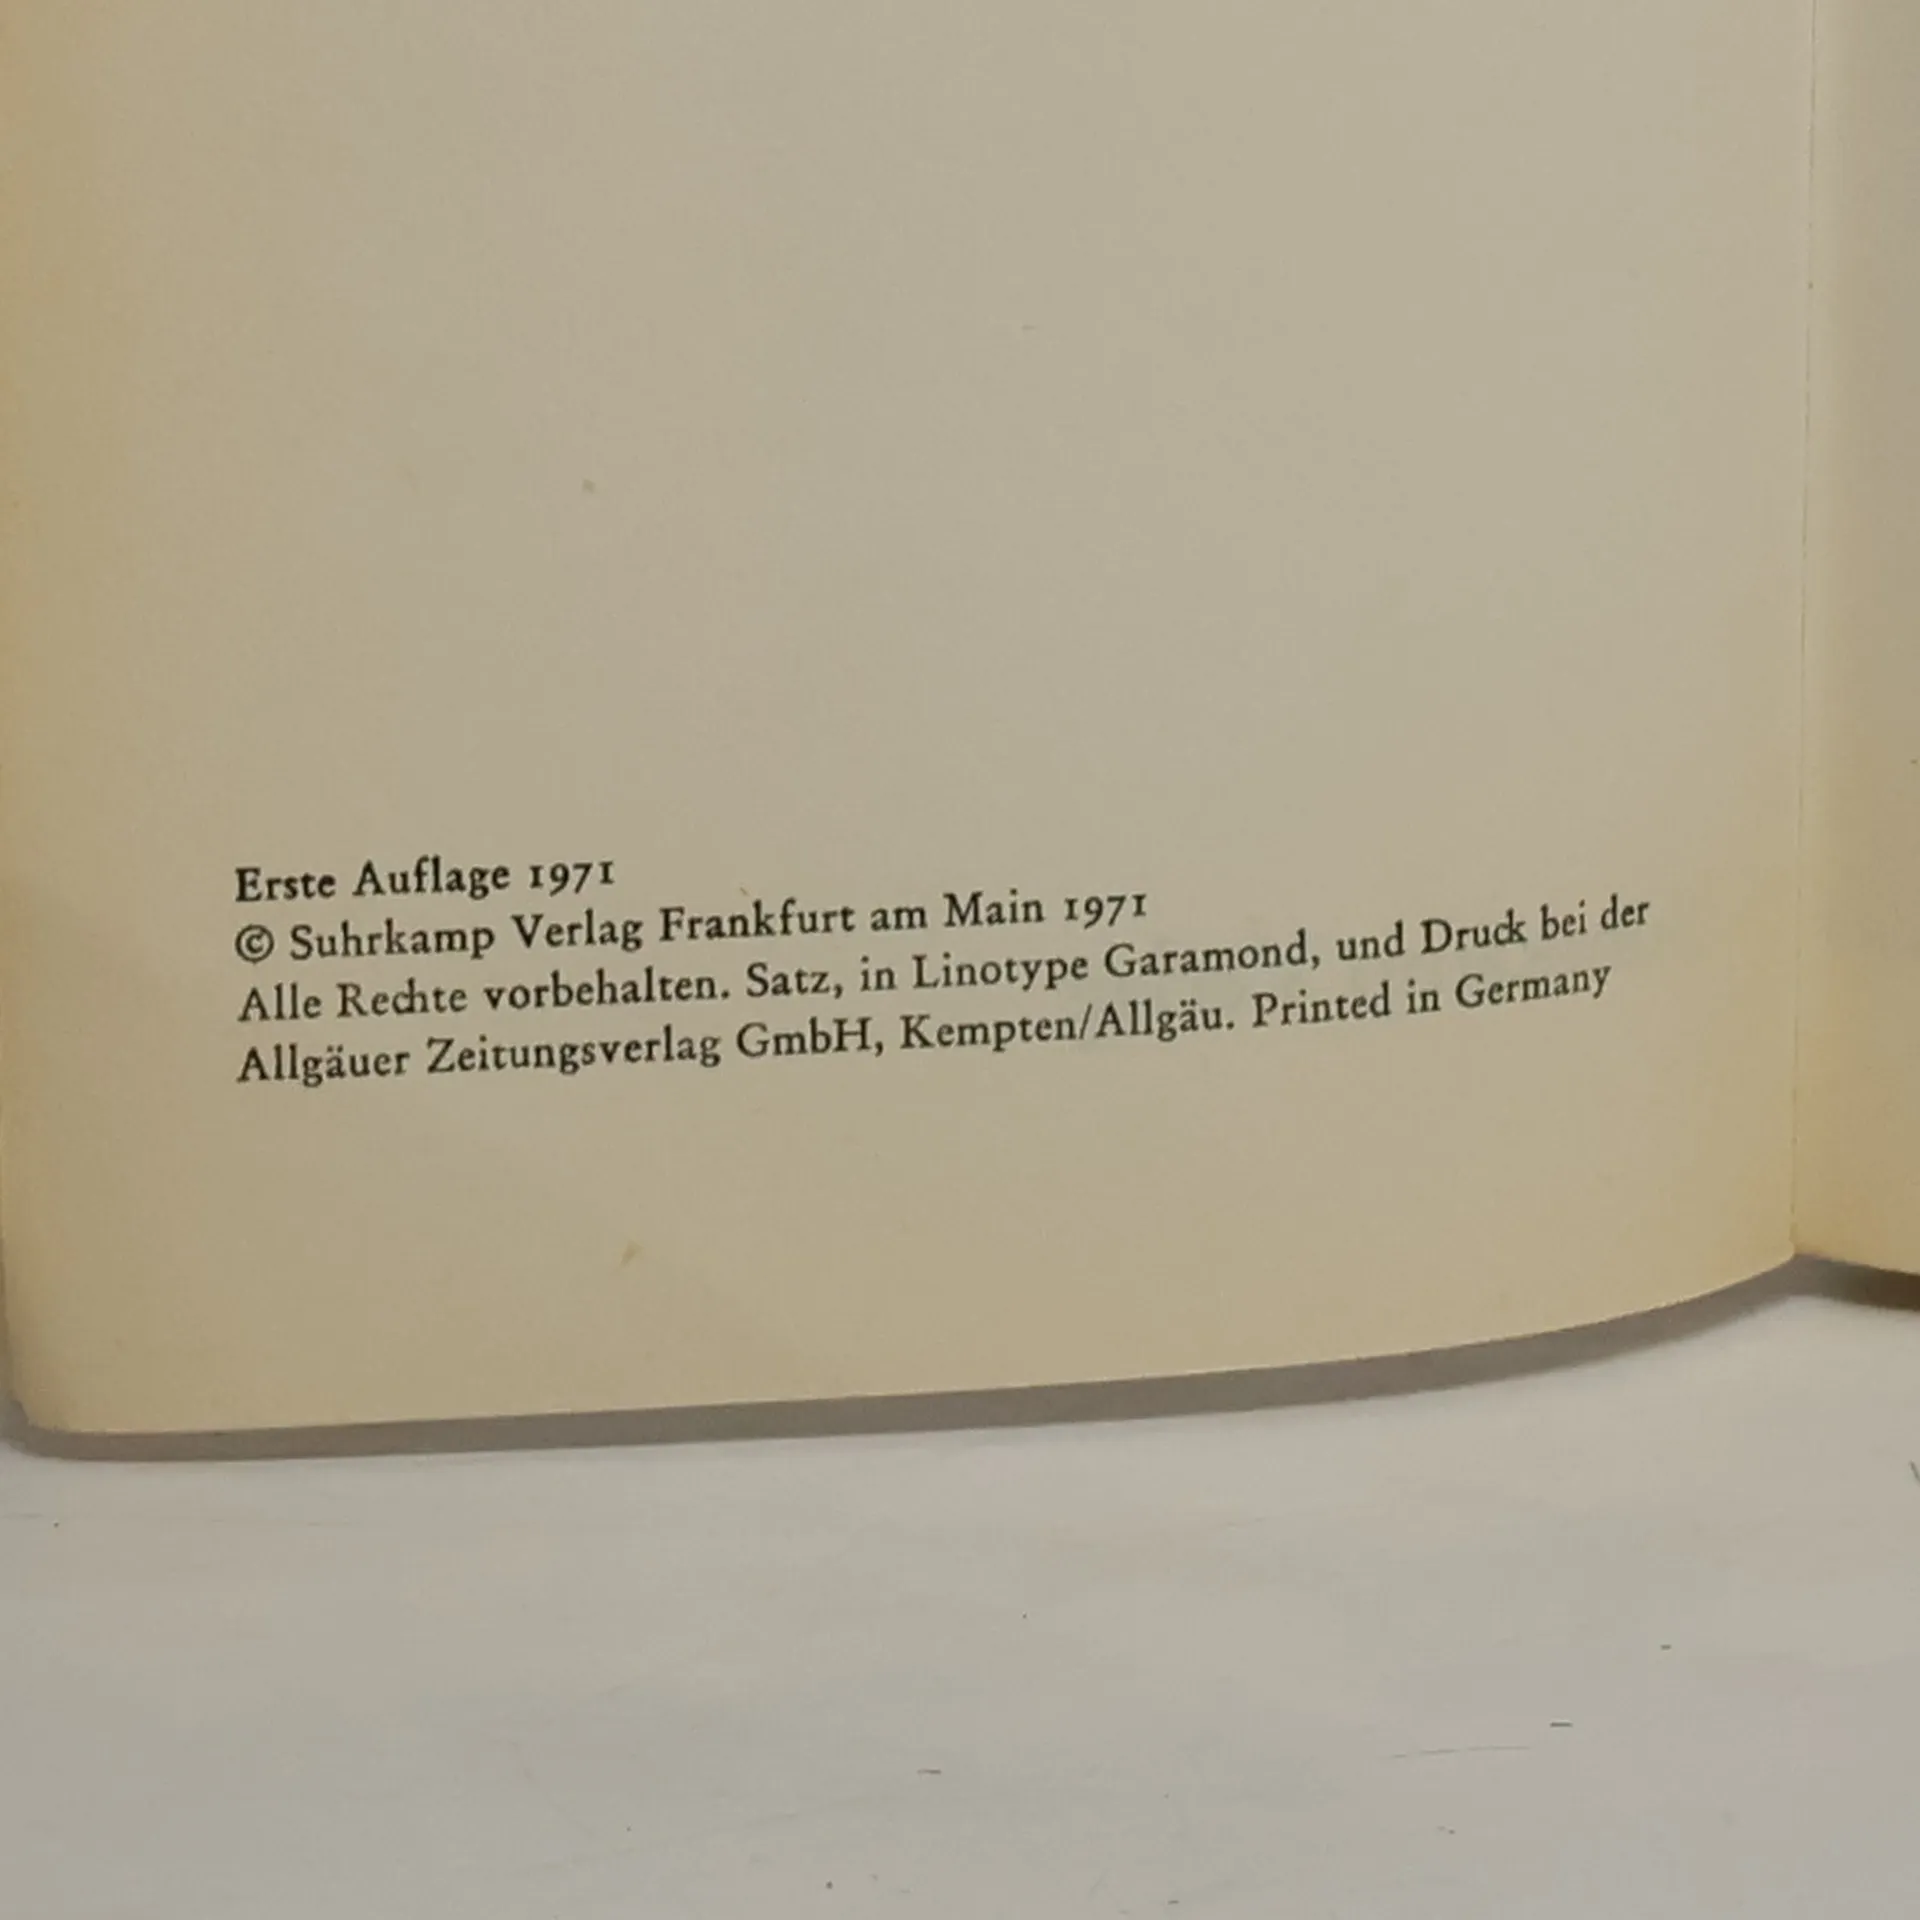 Erste Auflage 1971
© Suhrkamp Verlag Frankfurt am Main 1971
Alle Rechte vorbehalten. Satz, in Linotype Garamond, und Druck bei der
Allgäuer Zeitungsverlag GmbH, Kempten/Allgäu. Printed in Germany